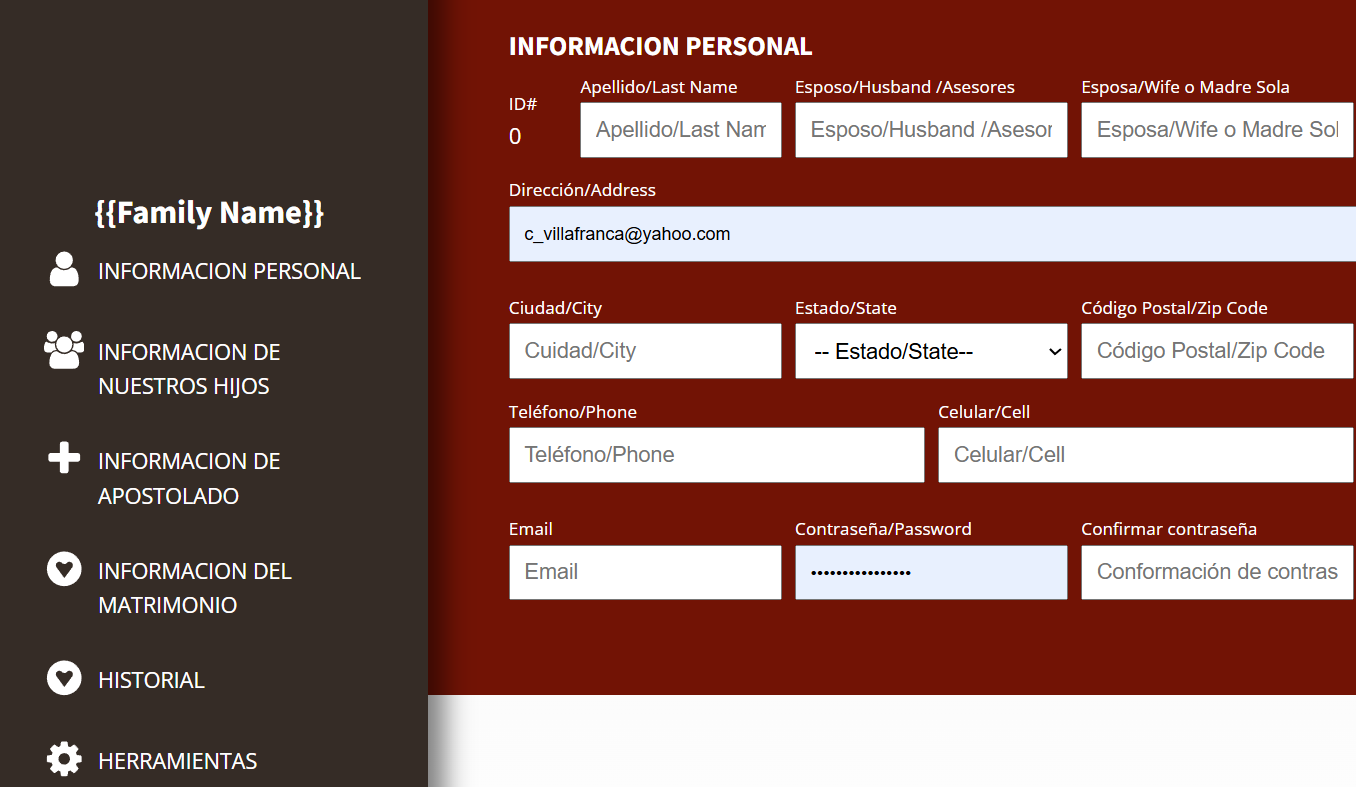 {{Family Name}}
INFORMACION PERSONAL
INFORMACION DE
NUESTROS HIJOS
INFORMACION DE
APOSTOLADO
INFORMACION DEL
MATRIMONIO
HISTORIAL
HERRAMIENTAS
INFORMACION PERSONAL
ID#
0
Apellido/Last Name
Apellido/Last Nam
Esposo/Husband /Asesores
Esposo/Husband /Asesor
Esposa/Wife o Madre Sola
Esposa/Wife o Madre Sol
Dirección/Address
c_villafranca@yahoo.com
Ciudad/City
Cuidad/City
Estado/State
-- Estado/State--
Código Postal/Zip Code
Código Postal/Zip Code
Teléfono/Phone
Teléfono/Phone
Celular/Cell
Celular/Cell
Email
Email
Contraseña/Password
••••••••••••••••
Confirmar contraseña
Conformación de contras